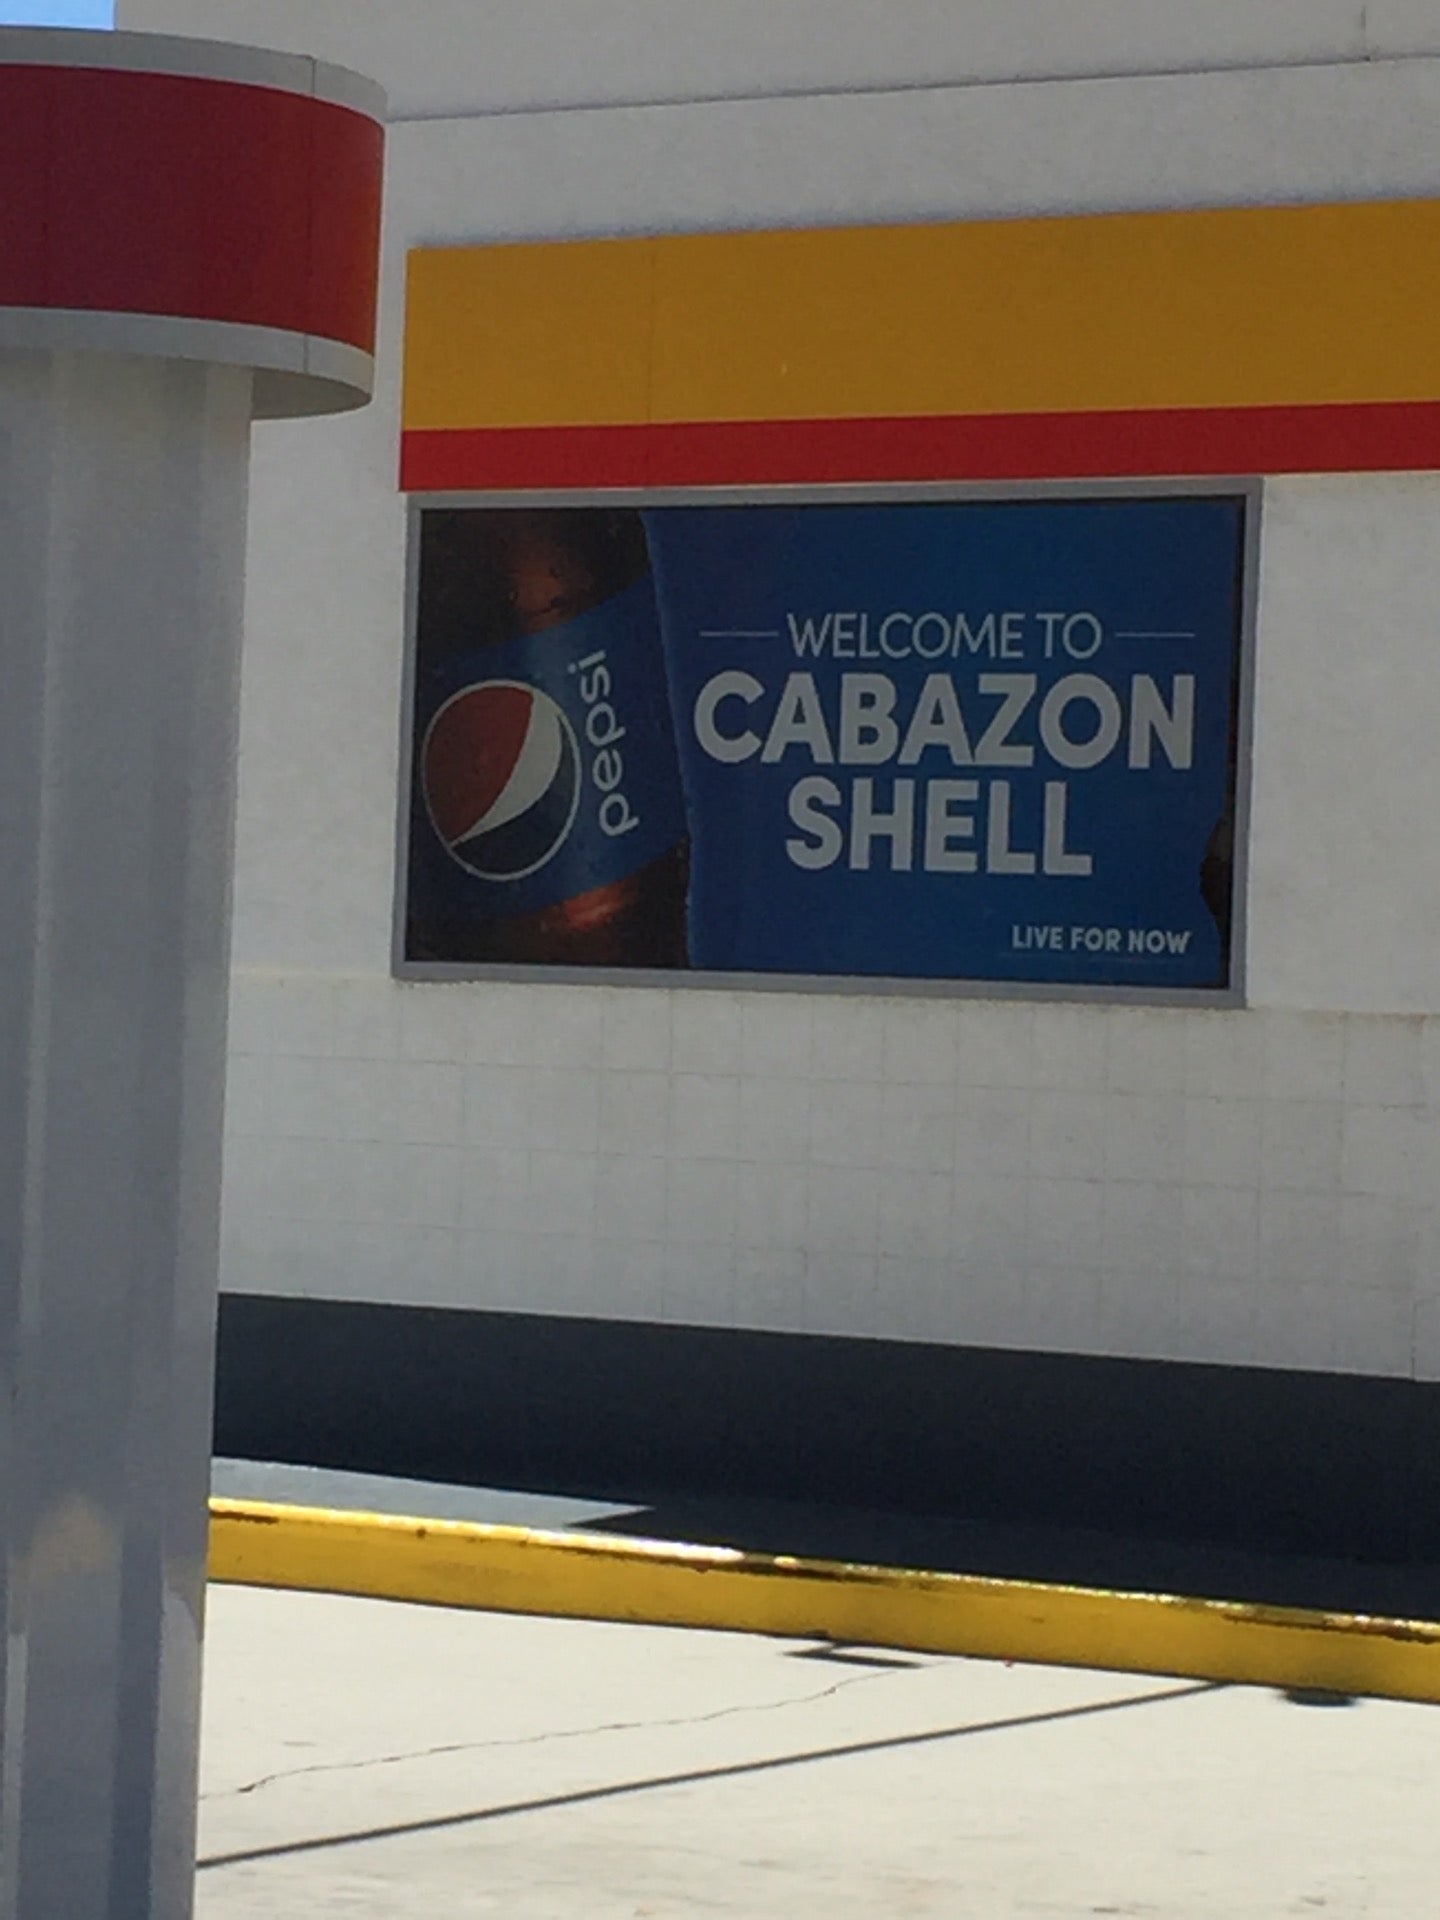 pepsi
WELCOME TO
CABAZON
SHELL
LIVE FOR NOW